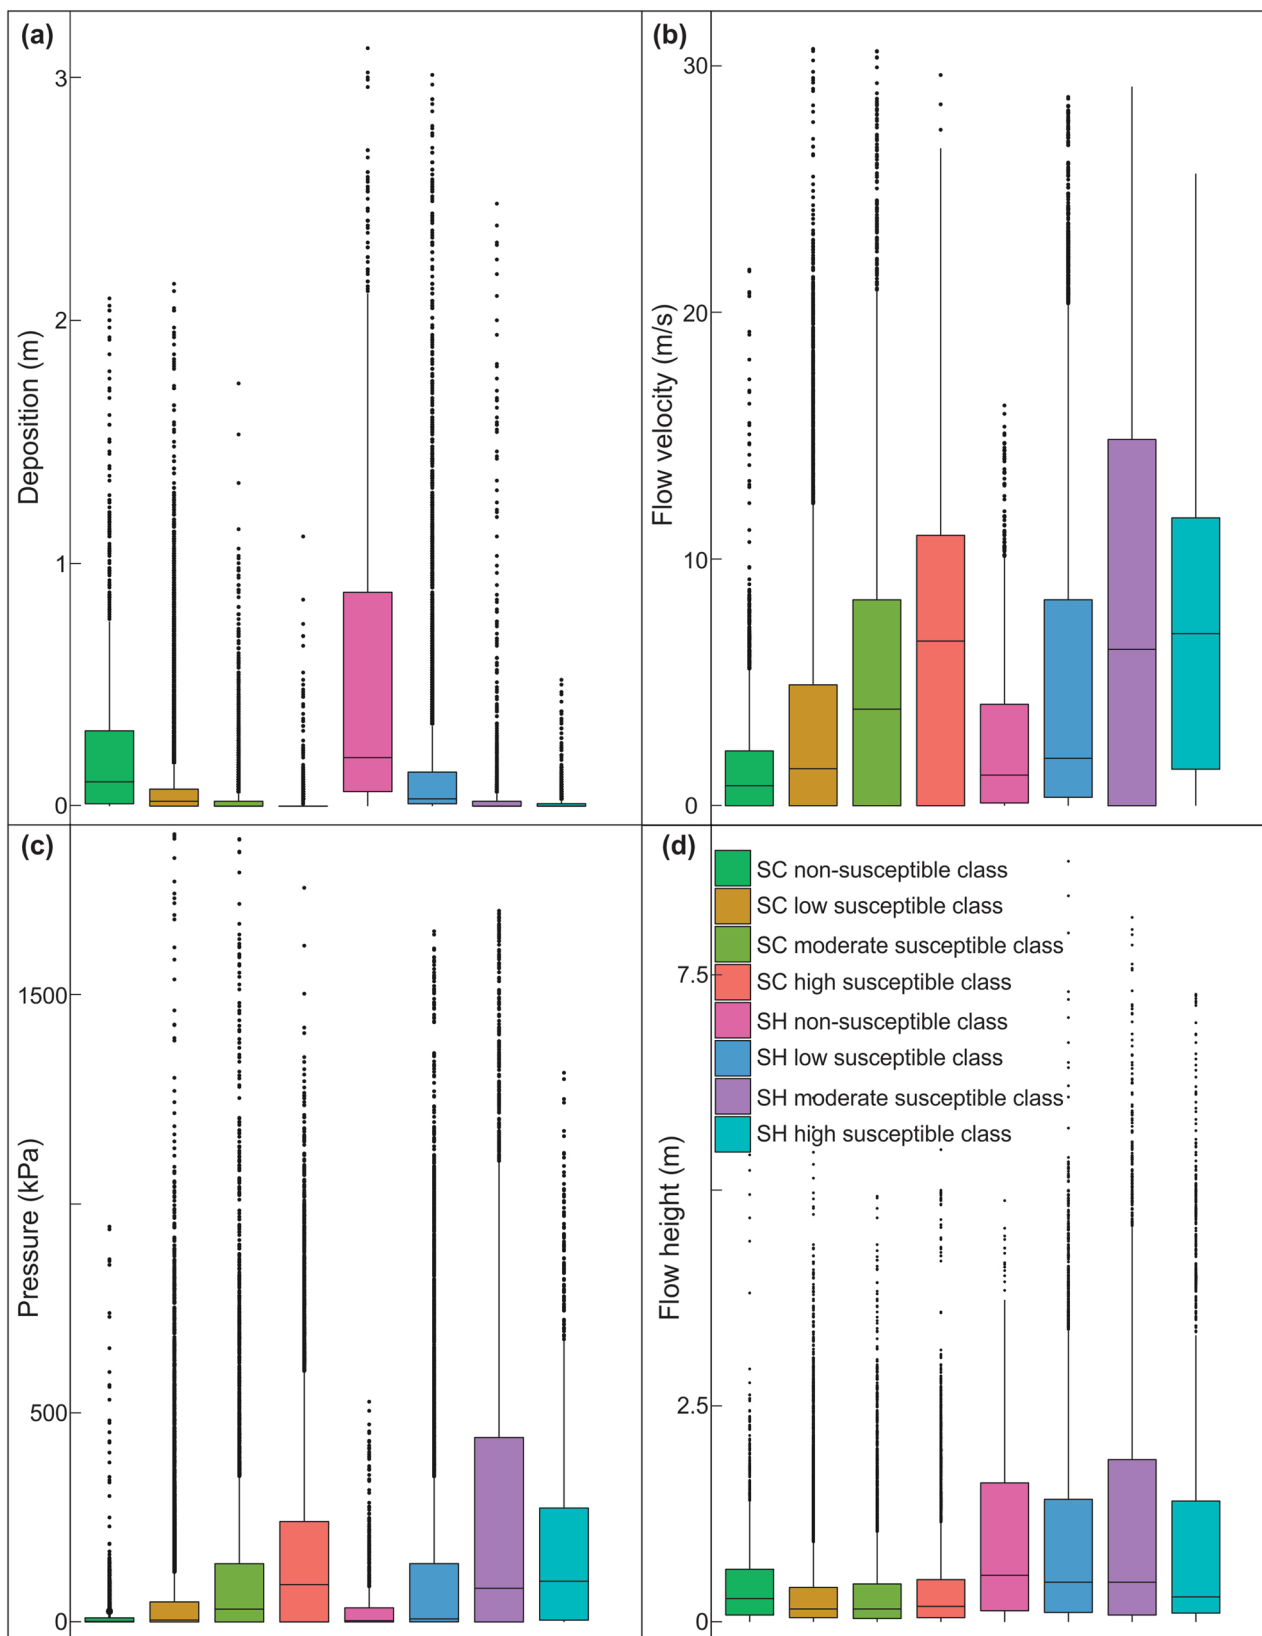 (a)
3
2
1
0
Deposition (m)
(b)
30
20
10
0
Flow velocity (m/s)
(c)
1500
500
0
Pressure (kPa)
(d)
7.5
2.5
0
Flow height (m)
SC non-susceptible class
SC low susceptible class
SC moderate susceptible class
SC high susceptible class
SH non-susceptible class
SH low susceptible class
SH moderate susceptible class
SH high susceptible class